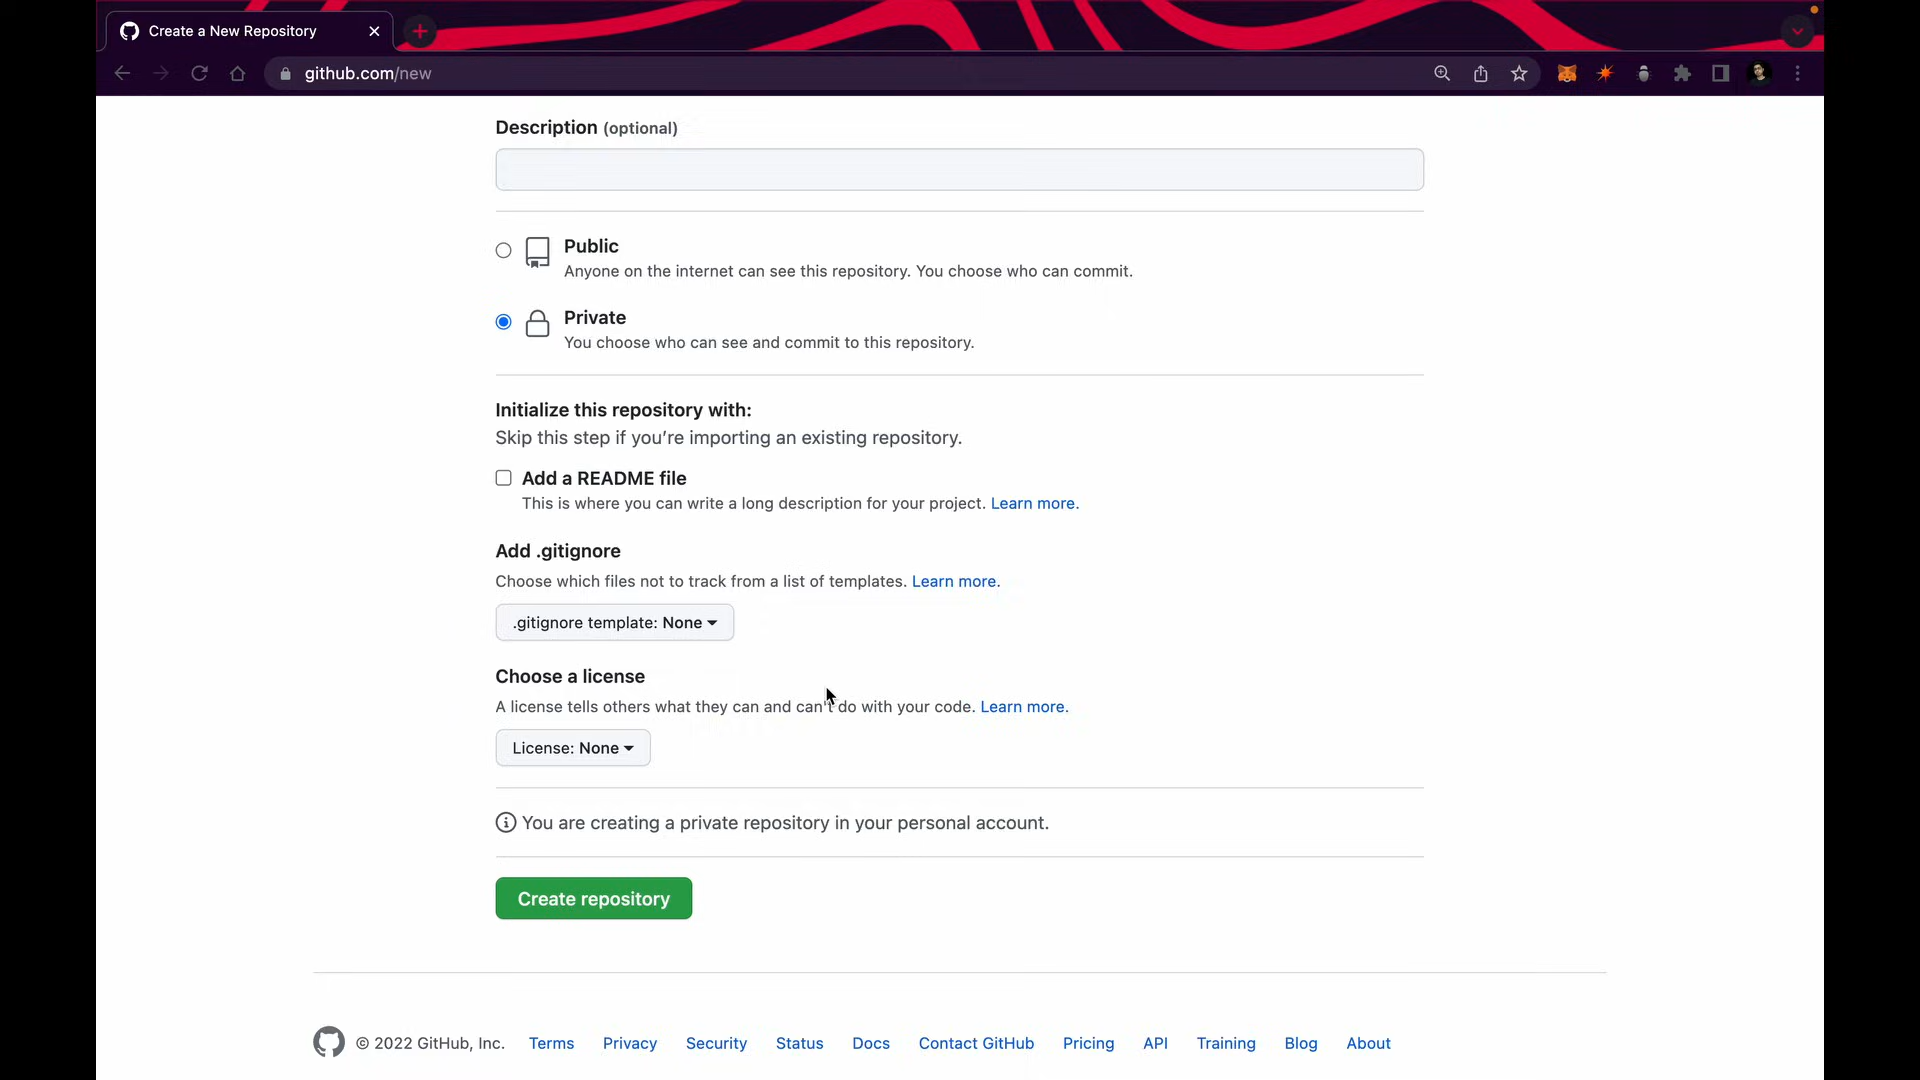 Create a New Repository
github.com/new
Description (optional)
Public
Anyone on the internet can see this repository. You choose who can commit.
Private
You choose who can see and commit to this repository.
Initialize this repository with:
Skip this step if you're importing an existing repository.
Add a README file
This is where you can write a long description for your project. Learn more.
Add .gitignore
Choose which files not to track from a list of templates. Learn more.
.gitignore template: None
Choose a license
A license tells others what they can and can't do with your code. Learn more.
License: None
You are creating a private repository in your personal account.
Create repository
© 2022 GitHub, Inc. Terms Privacy Security Status Docs Contact GitHub Pricing API Training Blog About